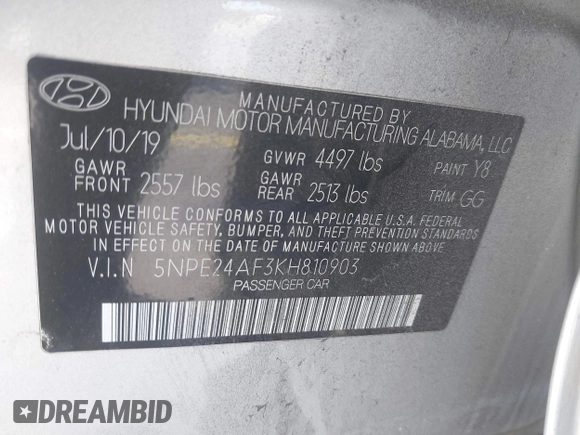 MANUFACTURED BY
HYUNDAI MOTOR MANUFACTURING ALABAMA, LLC
Jul/10/19
GAWR FRONT 2557 lbs
GVWR 4497 lbs
GAWR REAR 2513 lbs
PAINT Y8
TRIM GG
THIS VEHICLE CONFORMS TO ALL APPLICABLE U.S.A. FEDERAL
MOTOR VEHICLE SAFETY, BUMPER, AND THEFT PREVENTION STANDARDS
IN EFFECT ON THE DATE OF MANUFACTURE SHOWN ABOVE.
V.I.N 5NPE24AF3KH810903
PASSENGER CAR
DREAMBID